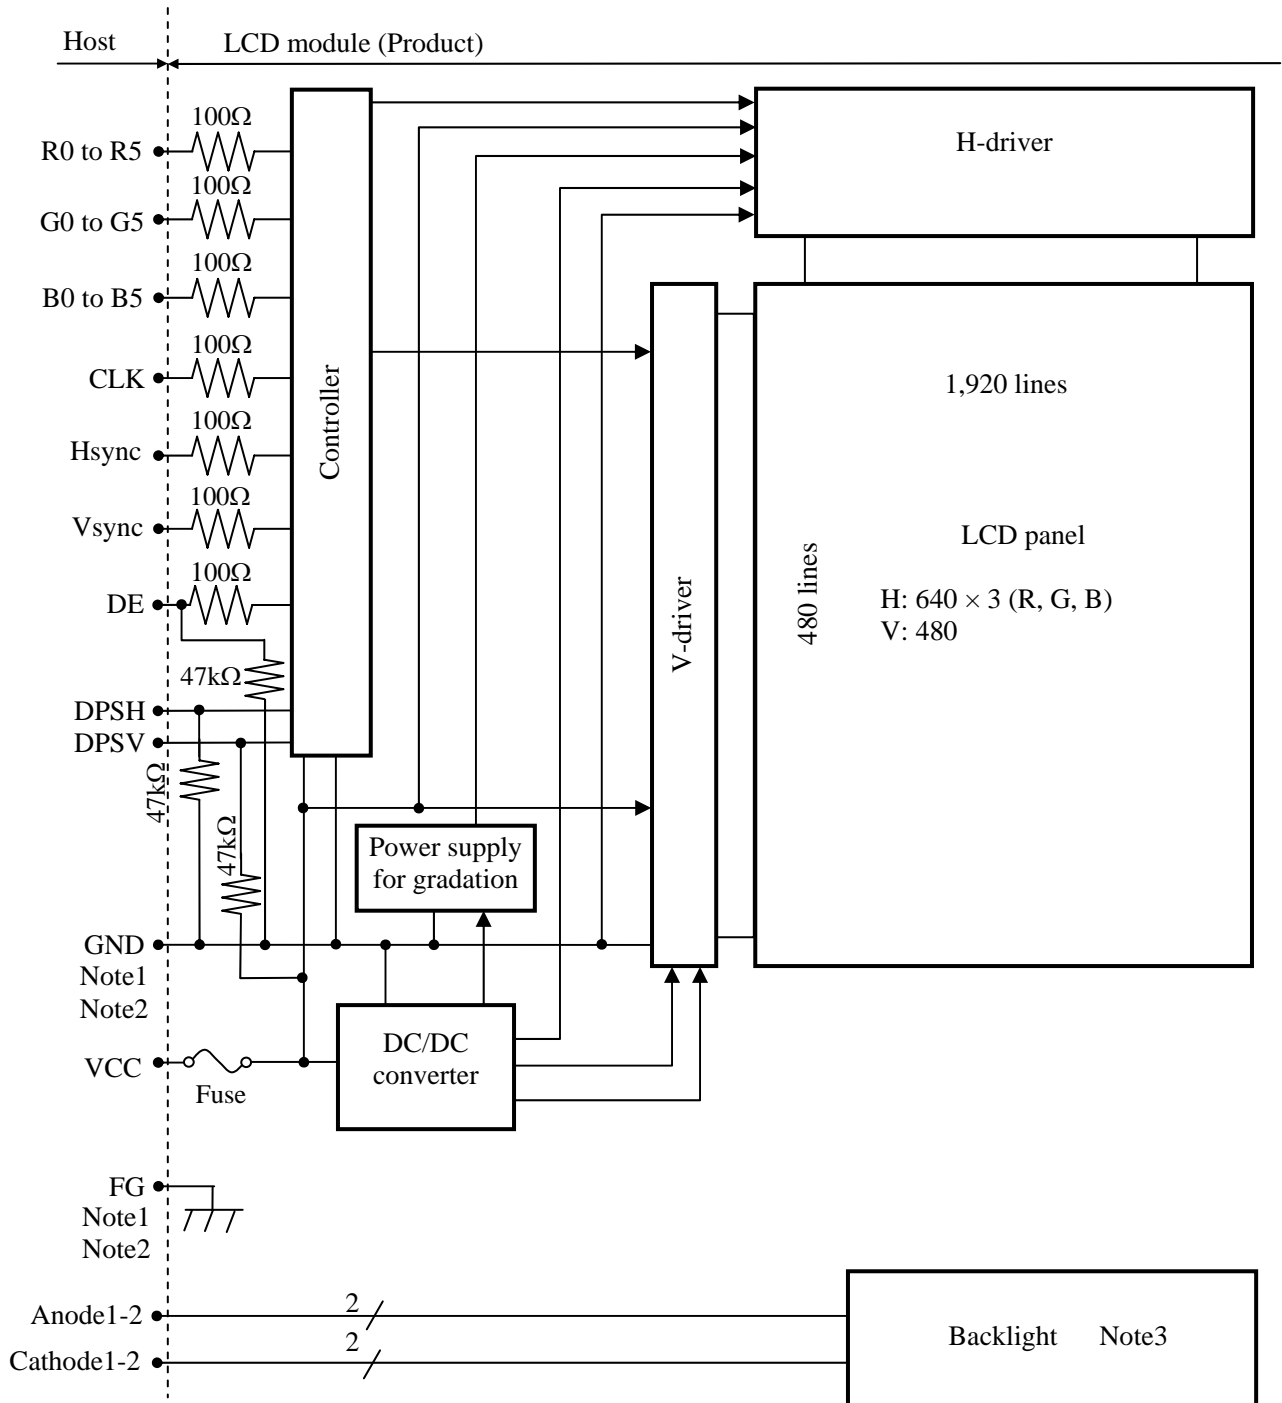 Host
LCD module (Product)
100Ω
R0 to R5
100Ω
G0 to G5
100Ω
B0 to B5
100Ω
CLK
100Ω
Hsync
100Ω
Vsync
100Ω
DE
47kΩ
DPSH
DPSV
47kΩ
47kΩ
Controller
H-driver
V-driver
1,920 lines
480 lines
LCD panel
H: 640 × 3 (R, G, B)
V: 480
Power supply
for gradation
GND
Note1
Note2
VCC
Fuse
DC/DC
converter
FG
Note1
Note2
Anode1-2
2
Cathode1-2
2
Backlight Note3